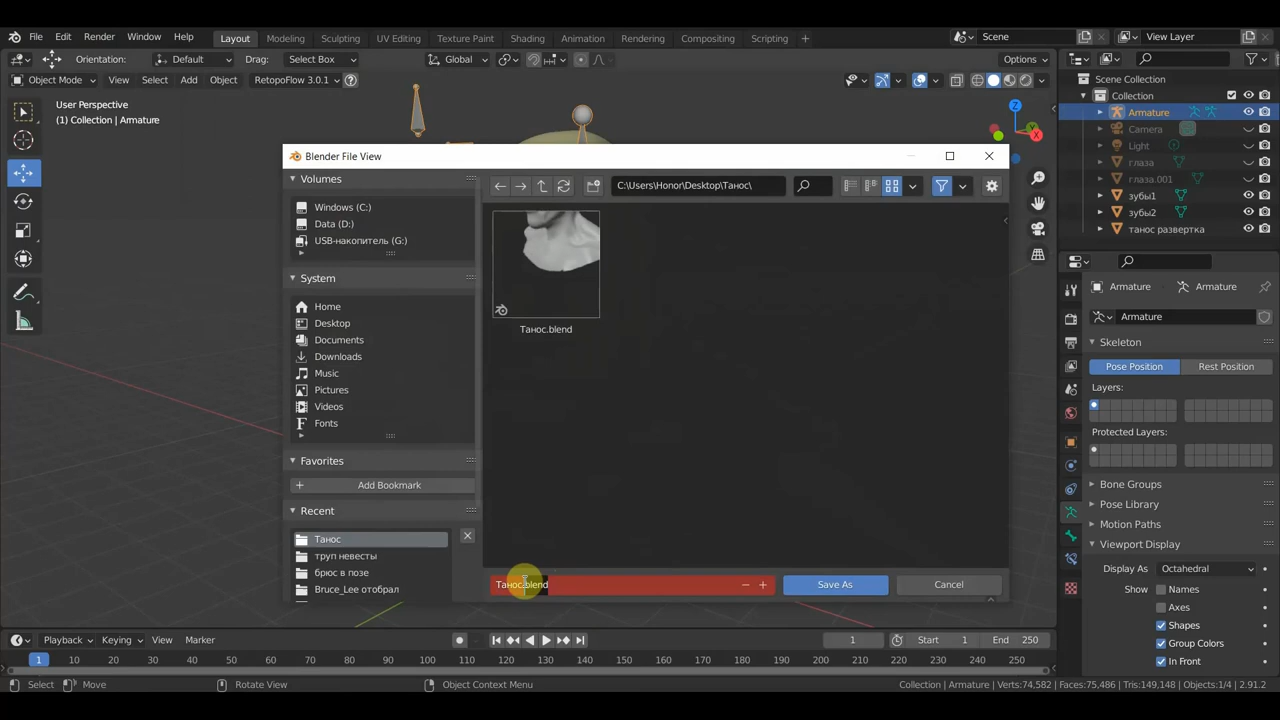 File Edit Render Window Help Layout Modeling Sculpting UV Editing Texture Paint Shading Animation Rendering Compositing Scripting + Scene View Layer
Orientation: Default Drag: Select Box Global Options
Object Mode View Select Add Object RetopoFlow 3.0.1
User Perspective
(1) Collection | Armature
Z
Y
X
Scene Collection
Collection
Armature
Camera
Light
глаза
глаза.001
зубы1
зубы2
танос развертка
Blender File View
Volumes
Windows (C:)
Data (D:)
USB-накопитель (G:)
System
Home
Desktop
Documents
Downloads
Music
Pictures
Videos
Fonts
Favorites
Add Bookmark
Recent
Танос
труп невесты
брюс в позе
Bruce_Lee отобрал
C:\Users\Honor\Desktop\Танос\
Танос.blend
Танос.blend
Save As Cancel
Armature Armature
Armature
Skeleton
Pose Position Rest Position
Layers:
Protected Layers:
Bone Groups
Pose Library
Motion Paths
Viewport Display
Display As Octahedral
Show Names
Axes
Shapes
Group Colors
In Front
Playback Keying View Marker 1 Start 1 End 250
1 10 20 30 40 50 60 70 80 90 100 110 120 130 140 150 160 170 180 190 200 210 220 230 240 250
Select Move Rotate View Object Context Menu Collection | Armature | Verts:74,582 | Faces:75,486 | Tris:149,148 | Objects:1/4 | 2.91.2